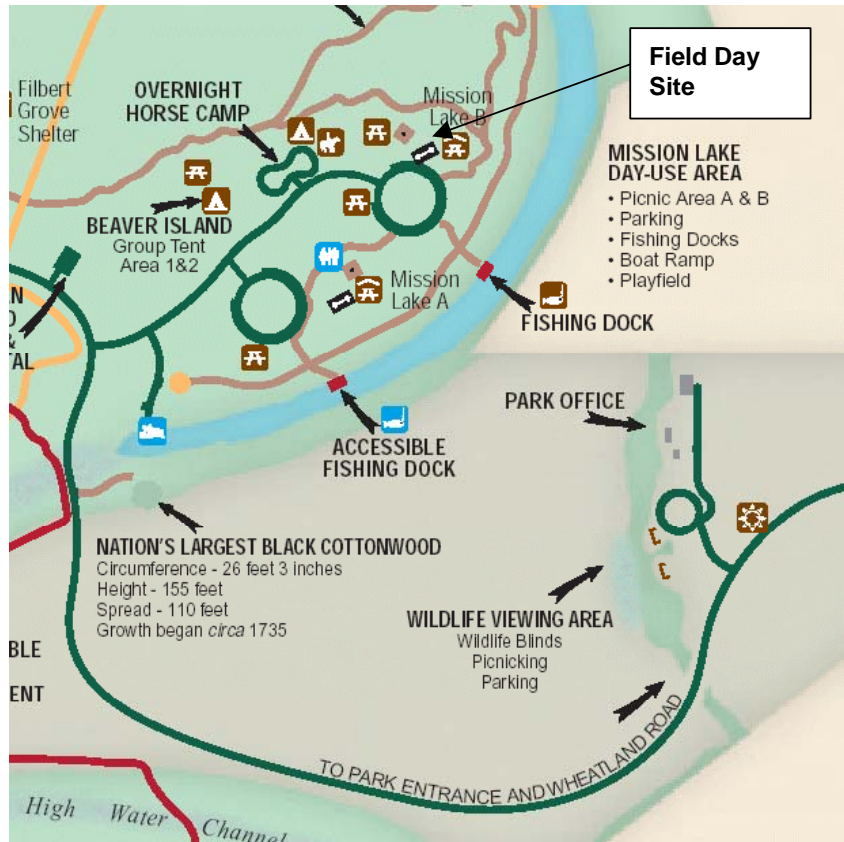 Field Day
Site
Filbert
Grove
Shelter
OVERNIGHT
HORSE CAMP
Mission
Lake B
MISSION LAKE
DAY-USE AREA
• Picnic Area A & B
• Parking
• Fishing Docks
• Boat Ramp
• Playfield
BEAVER ISLAND
Group Tent
Area 1&2
Mission
Lake A
FISHING DOCK
&
PARK OFFICE
ACCESSIBLE
FISHING DOCK
NATION'S LARGEST BLACK COTTONWOOD
Circumference - 26 feet 3 inches
Height - 155 feet
Spread - 110 feet
Growth began circa 1735
WILDLIFE VIEWING AREA
Wildlife Blinds
Picnicking
Parking
BLE
ENT
TO PARK ENTRANCE AND WHEATLAND ROAD
High Water Channel